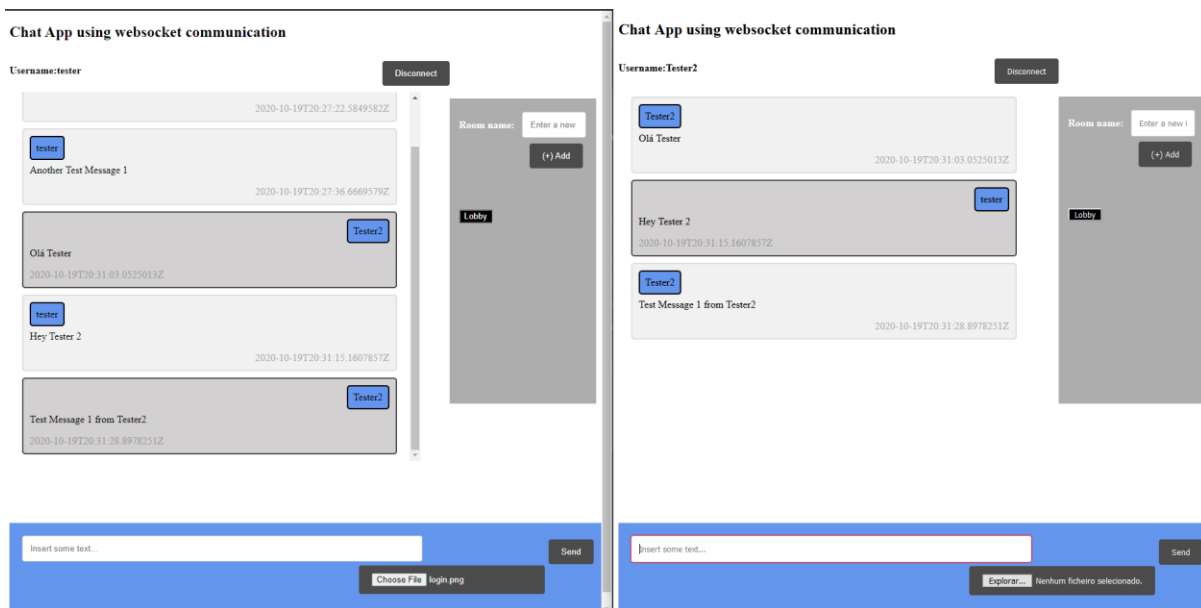 Chat App using websocket communication
Username:tester
Disconnect
2020-10-19T20:27:22.5849582Z
tester
Another Test Message 1
2020-10-19T20:27:36.6669579Z
Tester2
Olá Tester
2020-10-19T20:31:03.0525013Z
tester
Hey Tester 2
2020-10-19T20:31:15.1607857Z
Tester2
Test Message 1 from Tester2
2020-10-19T20:31:28.8978251Z
Room name:
Enter a new
(+) Add
Lobby
Insert some text...
Send
Choose File login.png
Chat App using websocket communication
Username:Tester2
Disconnect
Tester2
Olá Tester
2020-10-19T20:31:03.0525013Z
tester
Hey Tester 2
2020-10-19T20:31:15.1607857Z
Tester2
Test Message 1 from Tester2
2020-10-19T20:31:28.8978251Z
Room name:
Enter a new
(+) Add
Lobby
Insert some text...
Send
Explorar... Nenhum ficheiro selecionado.